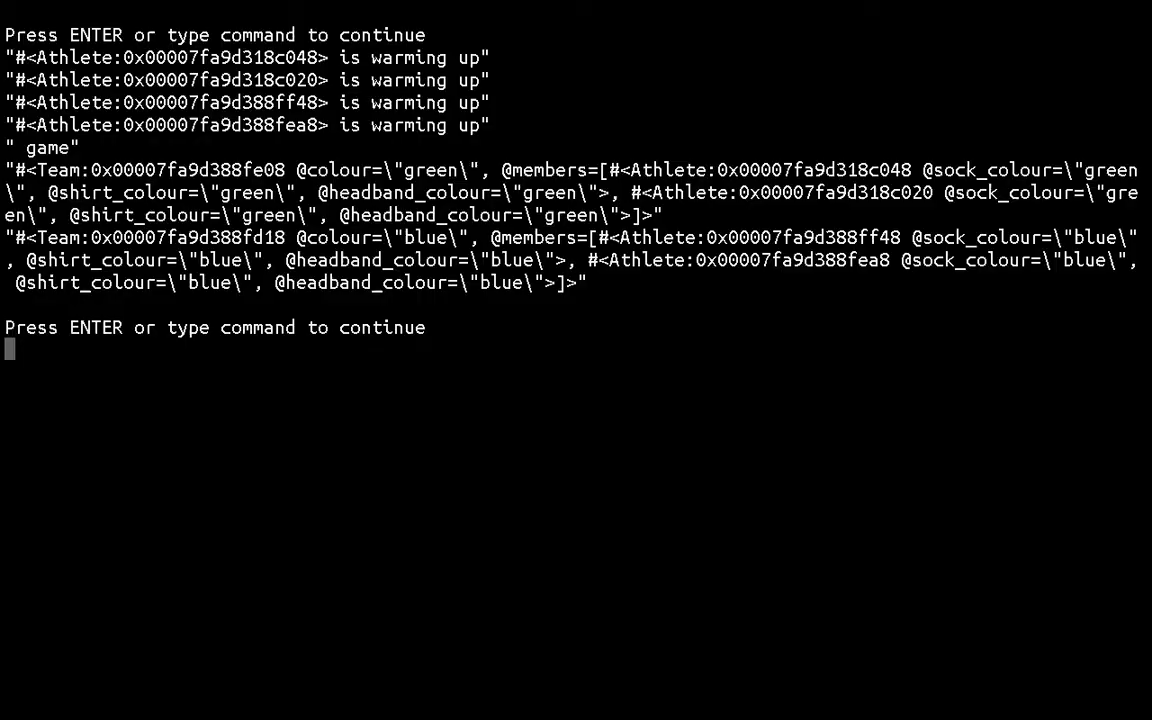 Press ENTER or type command to continue
"#<Athlete:0x00007fa9d318c048> is warming up"
"#<Athlete:0x00007fa9d318c020> is warming up"
"#<Athlete:0x00007fa9d388ff48> is warming up"
"#<Athlete:0x00007fa9d388fea8> is warming up"
" game"
"#<Team:0x00007fa9d388fe08 @colour=\"green\", @members=[#<Athlete:0x00007fa9d318c048 @sock_colour=\"green
\", @shirt_colour=\"green\", @headband_colour=\"green\">, #<Athlete:0x00007fa9d318c020 @sock_colour=\"gre
en\", @shirt_colour=\"green\", @headband_colour=\"green\">]>"
"#<Team:0x00007fa9d388fd18 @colour=\"blue\", @members=[#<Athlete:0x00007fa9d388ff48 @sock_colour=\"blue\"
, @shirt_colour=\"blue\", @headband_colour=\"blue\">, #<Athlete:0x00007fa9d388fea8 @sock_colour=\"blue\",
 @shirt_colour=\"blue\", @headband_colour=\"blue\">]>"
Press ENTER or type command to continue